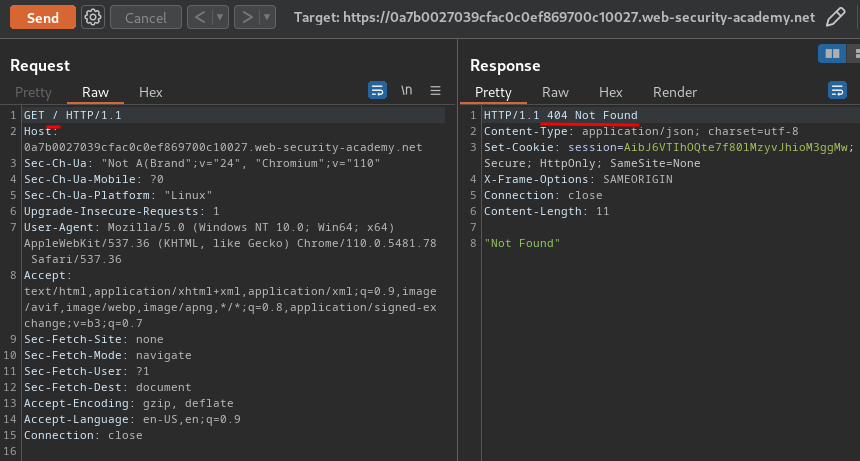 Send
Cancel
<
>
Target: https://0a7b0027039cfac0c0ef869700c10027.web-security-academy.net
Request
Pretty Raw Hex
\n
1 GET / HTTP/1.1
2 Host:
0a7b0027039cfac0c0ef869700c10027.web-security-academy.net
3 Sec-Ch-Ua: "Not A(Brand";v="24", "Chromium";v="110"
4 Sec-Ch-Ua-Mobile: ?0
5 Sec-Ch-Ua-Platform: "Linux"
6 Upgrade-Insecure-Requests: 1
7 User-Agent: Mozilla/5.0 (Windows NT 10.0; Win64; x64)
AppleWebKit/537.36 (KHTML, like Gecko) Chrome/110.0.5481.78
Safari/537.36
8 Accept:
text/html,application/xhtml+xml,application/xml;q=0.9,image
/avif,image/webp,image/apng,*/*;q=0.8,application/signed-ex
change;v=b3;q=0.7
9 Sec-Fetch-Site: none
10 Sec-Fetch-Mode: navigate
11 Sec-Fetch-User: ?1
12 Sec-Fetch-Dest: document
13 Accept-Encoding: gzip, deflate
14 Accept-Language: en-US,en;q=0.9
15 Connection: close
16
Response
Pretty Raw Hex Render
1 HTTP/1.1 404 Not Found
2 Content-Type: application/json; charset=utf-8
3 Set-Cookie: session=AibJ6VTIhOQte7f80lMzyvJhioM3ggMw;
Secure; HttpOnly; SameSite=None
4 X-Frame-Options: SAMEORIGIN
5 Connection: close
6 Content-Length: 11
7
8 "Not Found"